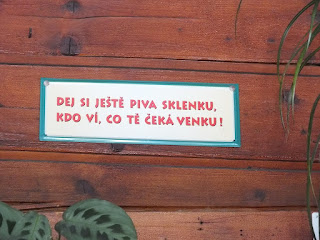 DEJ SI JEŠTĚ PIVA SKLENKU,
KDO VÍ, CO TĚ ČEKÁ VENKU!